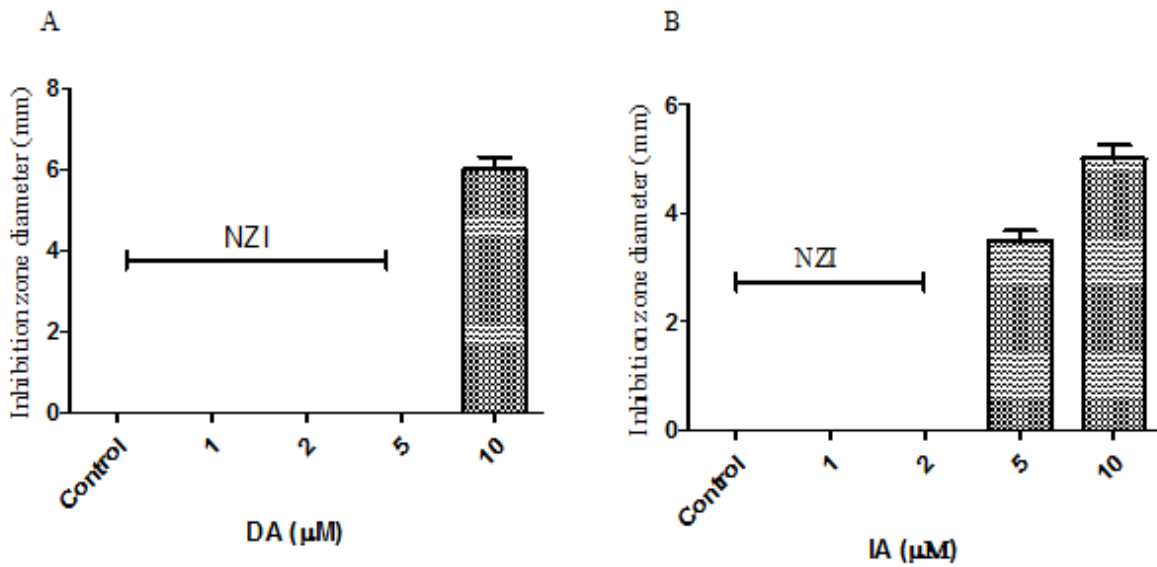 A
Inhibition zone diameter (mm)
8
6
4
2
0
NZI
Control
1
2
5
10
DA (μM)
B
Inhibition zone diameter (mm)
6
4
2
0
NZI
Control
1
2
5
10
IA (μM)